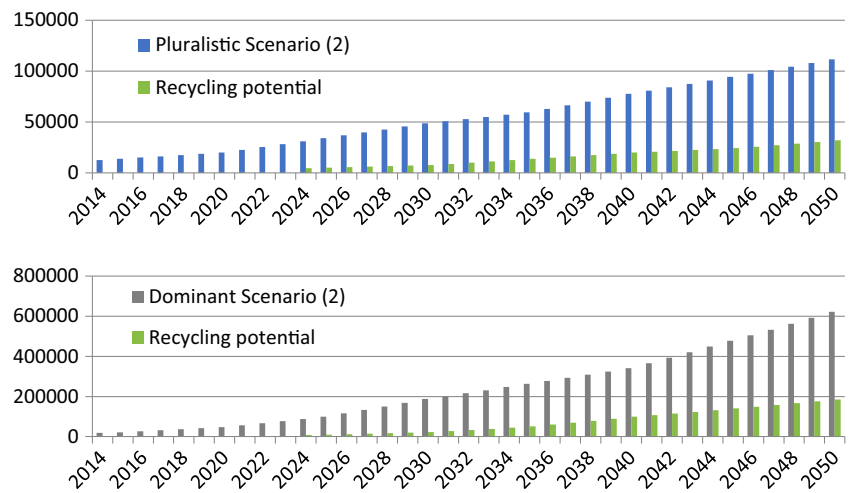 150000
Pluralistic Scenario (2)
100000
Recycling potential
50000
0
2014 2016 2018 2020 2022 2024 2026 2028 2030 2032 2034 2036 2038 2040 2042 2044 2046 2048 2050
800000
Dominant Scenario (2)
600000
Recycling potential
400000
200000
0
2014 2016 2018 2020 2022 2024 2026 2028 2030 2032 2034 2036 2038 2040 2042 2044 2046 2048 2050